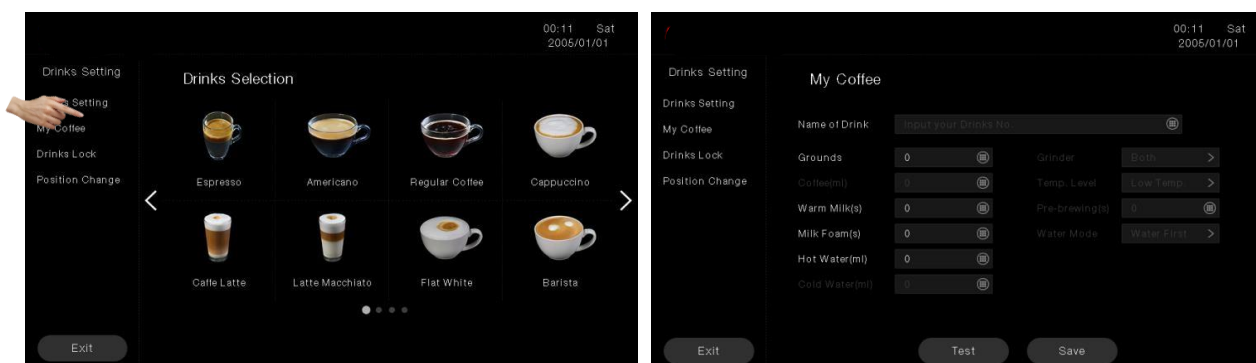 00:11 Sat
2005/01/01
Drinks Setting
Drinks Selection
Setting
My Coffee
Drinks Lock
Position Change
Espresso
Americano
Regular Coffee
Cappuccino
Caffe Latte
Latte Macchiato
Flat White
Barista
Exit
00:11 Sat
2005/01/01
Drinks Setting
Drinks Setting
My Coffee
Drinks Lock
Position Change
My Coffee
Name of Drink Input your Drinks No.
Grounds 0 Grinder Both >
Coffee(ml) 0 Temp. Level Low Temp >
Warm Milk(s) 0 Pre-brewing(s) 0
Milk Foam(s) 0 Water Mode Water First >
Hot Water(ml) 0
Cold Water(ml) 0
Exit
Test
Save